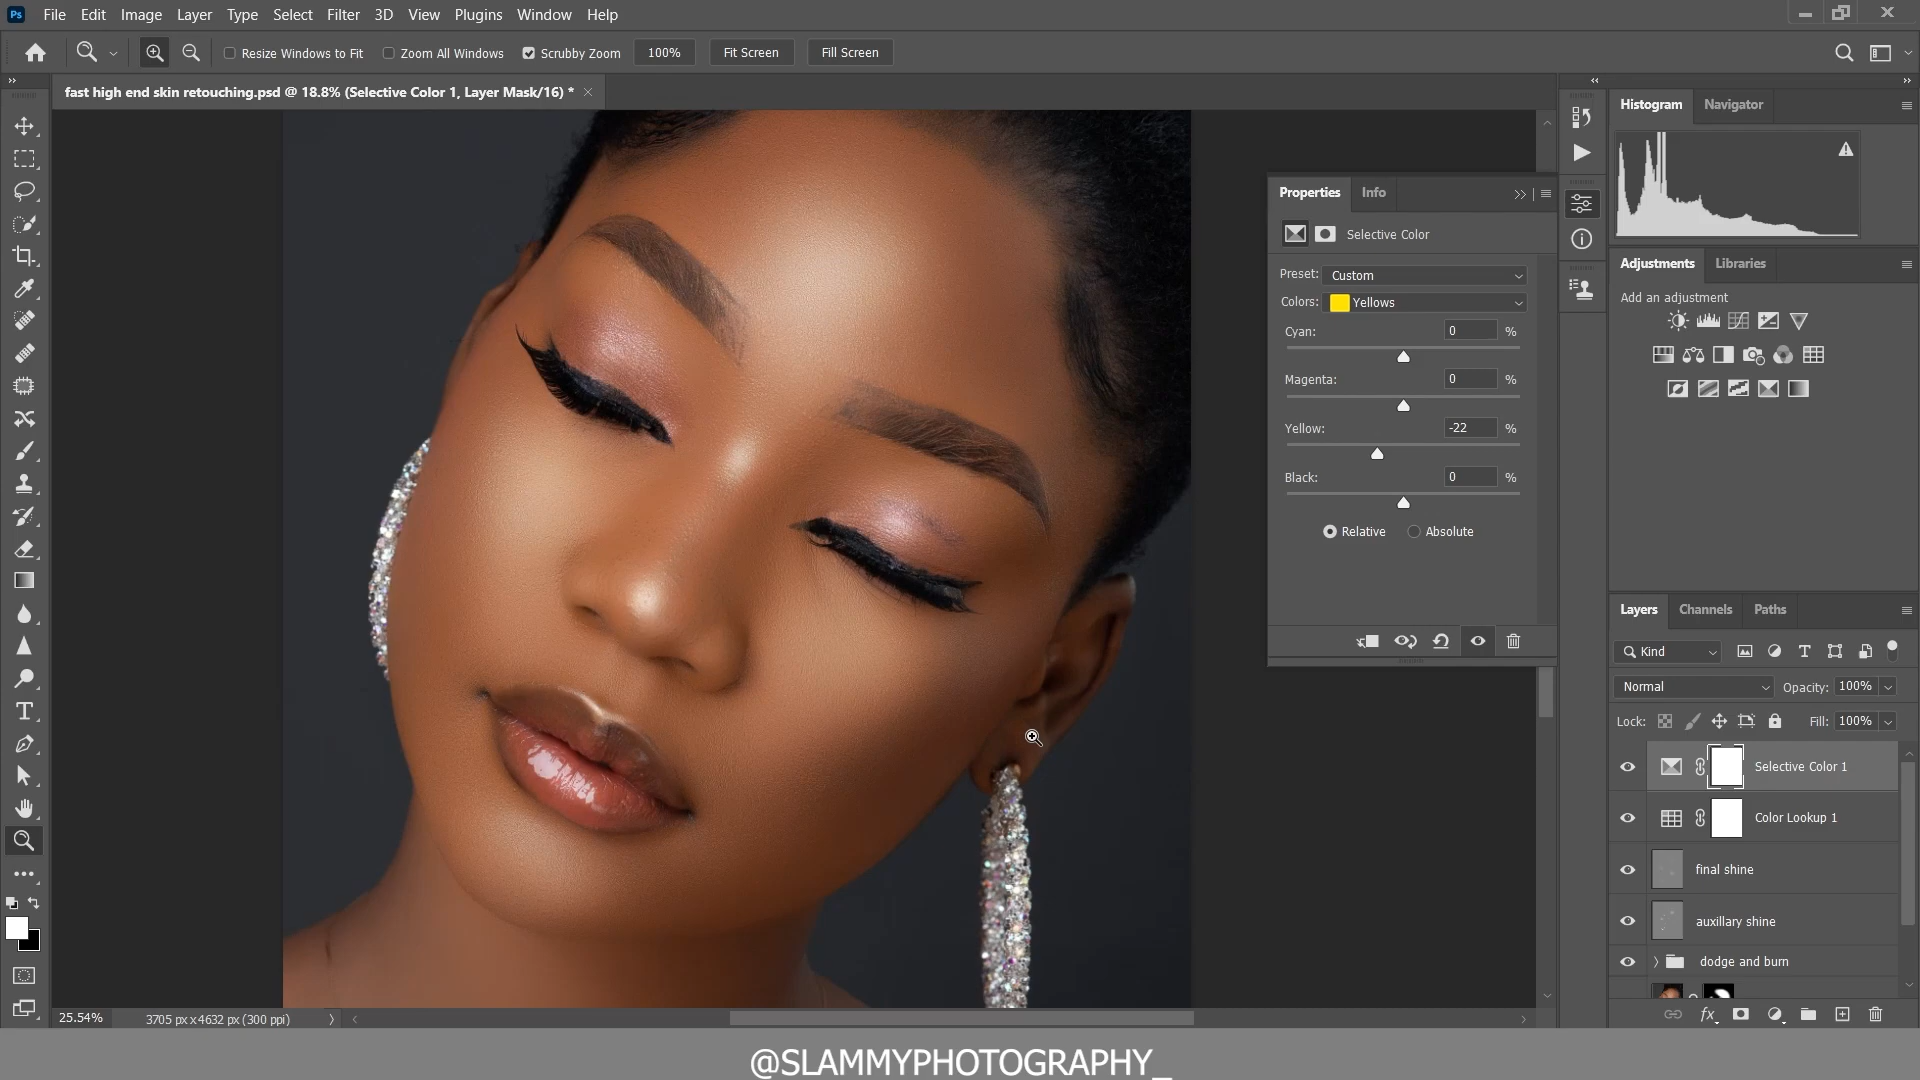 Ps File Edit Image Layer Type Select Filter 3D View Plugins Window Help
Resize Windows to Fit Zoom All Windows Scrubby Zoom 100% Fit Screen Fill Screen
fast high end skin retouching.psd @ 18.8% (Selective Color 1, Layer Mask/16) *
Properties Info
Selective Color
Preset: Custom
Colors: Yellows
Cyan: 0 %
Magenta: 0 %
Yellow: -22 %
Black: 0 %
Relative Absolute
Histogram Navigator
Adjustments Libraries
Add an adjustment
Layers Channels Paths
Kind
Normal Opacity: 100%
Lock: Fill: 100%
Selective Color 1
Color Lookup 1
final shine
auxillary shine
dodge and burn
fx
25.54% 3705 px x 4632 px (300 ppi)
@SLAMMYPHOTOGRAPHY_